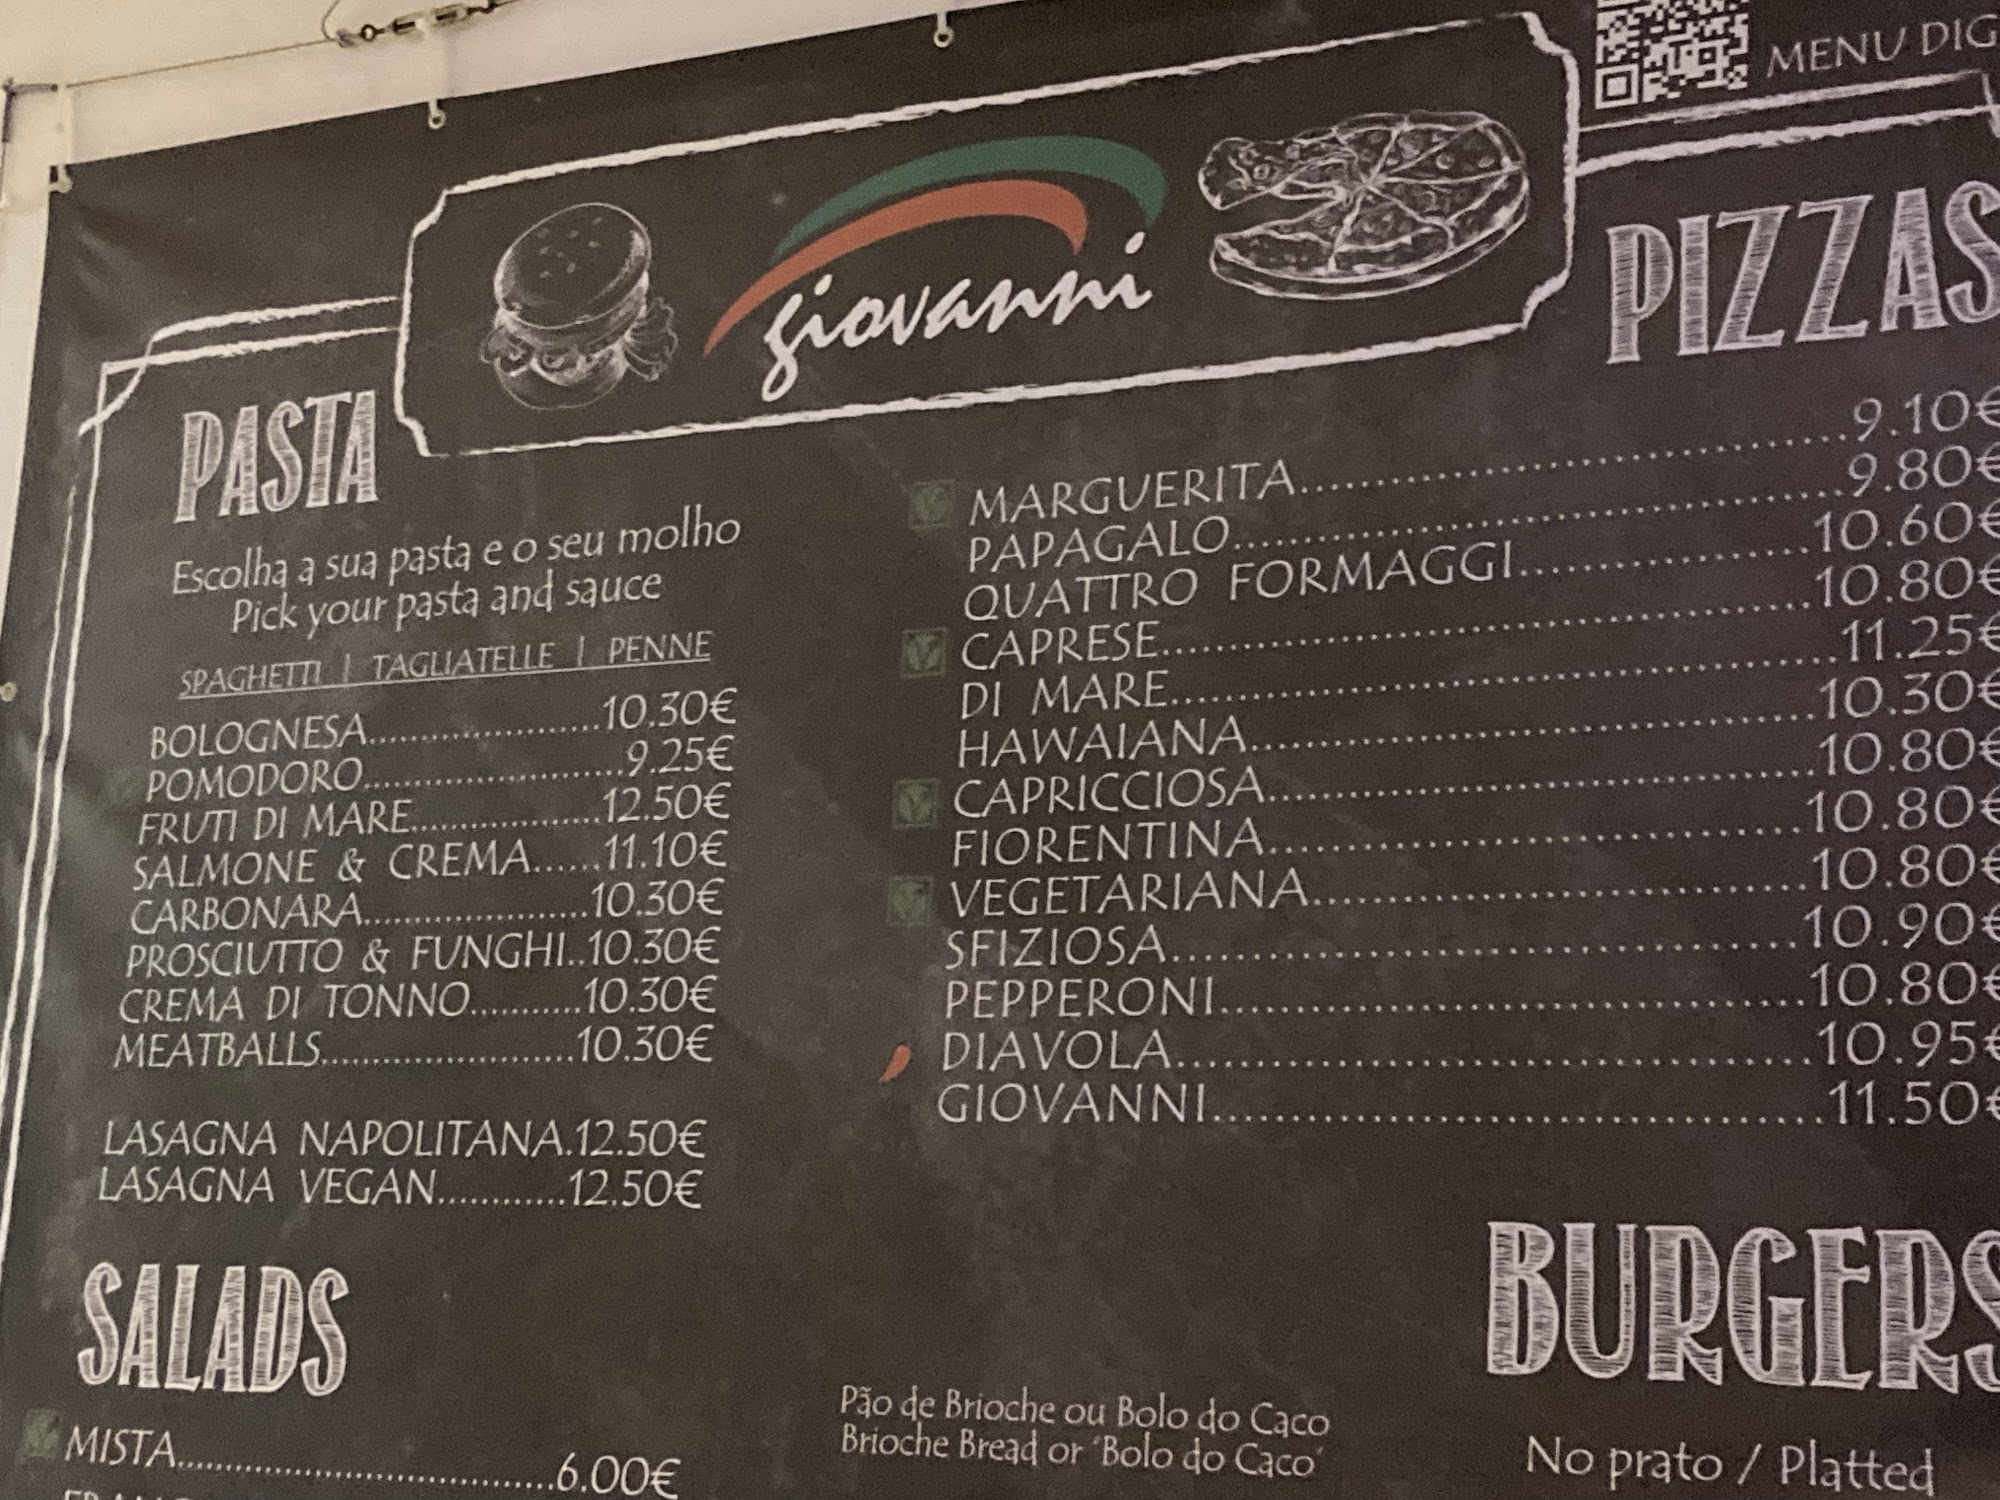 MENU DIG
giovanni
PASTA
Escolha a sua pasta e o seu molho
Pick your pasta and sauce
SPAGHETTI | TAGLIATELLE | PENNE
BOLOGNESA....................10.30€
POMODORO.......................9.25€
FRUTI DI MARE.................12.50€
SALMONE & CREMA......11.10€
CARBONARA....................10.30€
PROSCIUTTO & FUNGHI..10.30€
CREMA DI TONNO..........10.30€
MEATBALLS.......................10.30€
LASAGNA NAPOLITANA.12.50€
LASAGNA VEGAN...........12.50€
SALADS
MISTA..................................6.00€
PIZZAS
MARGUERITA.....................................9.10€
PAPAGALO..........................................9.80€
QUATTRO FORMAGGI...................10.60€
CAPRESE............................................10.80€
DI MARE............................................11.25€
HAWAIANA......................................10.30€
CAPRICCIOSA....................................10.80€
FIORENTINA.....................................10.80€
VEGETARIANA..................................10.80€
SFIZIOSA..........................................10.90€
PEPPERONI......................................10.80€
DIAVOLA..........................................10.95€
GIOVANNI........................................11.50€
BURGERS
Pão de Brioche ou Bolo do Caco
Brioche Bread or 'Bolo do Caco'
No prato / Platted